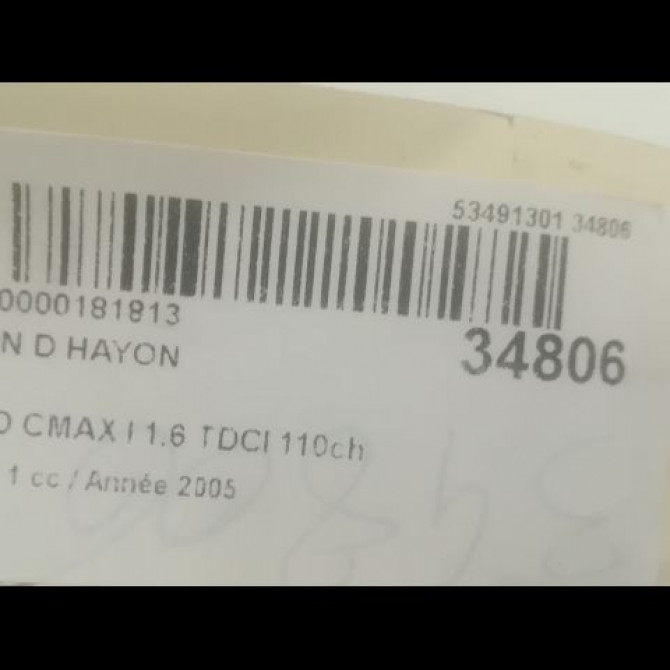 53491301 34806
0000181813
34806
N D HAYON
D CMAX I 1.6 TDCI 110ch
1 cc / Année 2005